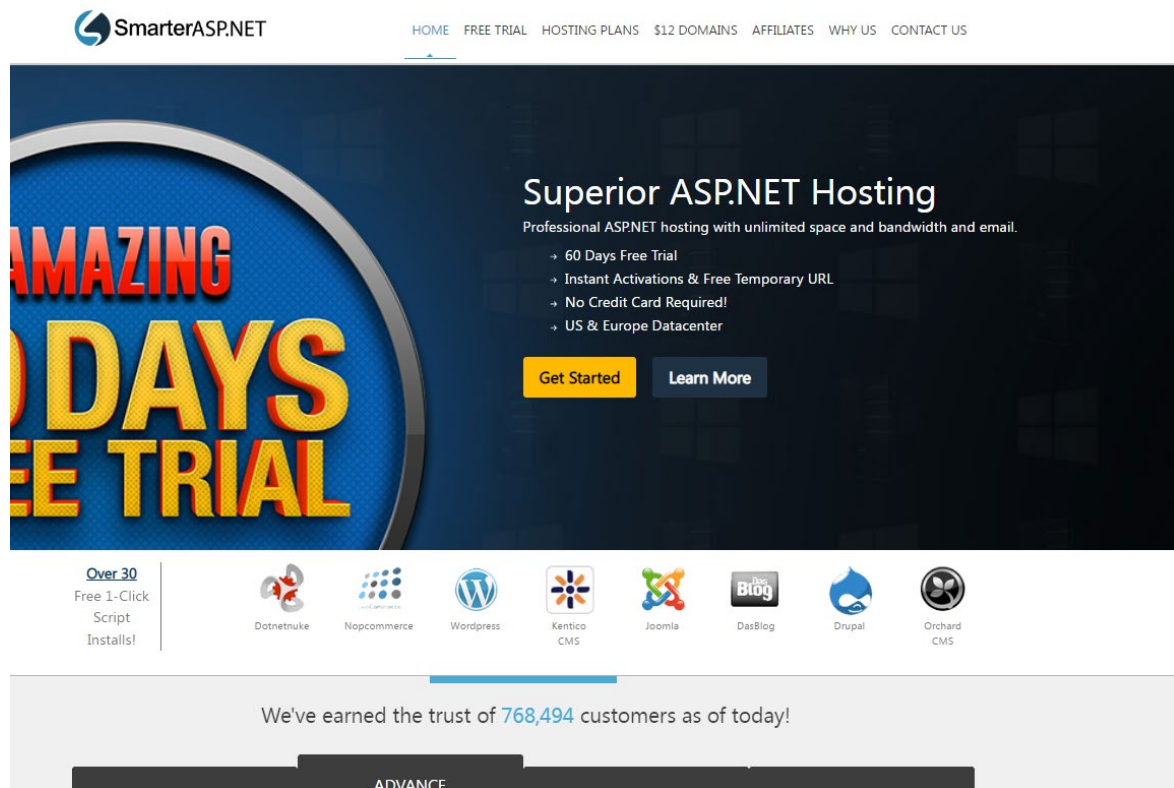 SmarterASP.NET
HOME FREE TRIAL HOSTING PLANS $12 DOMAINS AFFILIATES WHY US CONTACT US
AMAZING
0 DAYS
EE TRIAL
Superior ASP.NET Hosting
Professional ASP.NET hosting with unlimited space and bandwidth and email.
→ 60 Days Free Trial
→ Instant Activations & Free Temporary URL
→ No Credit Card Required!
→ US & Europe Datacenter
Get Started Learn More
Over 30
Free 1-Click
Script
Installs!
Dotnetnuke
Nopcommerce
Wordpress
Kentico
CMS
Joomla
Das
Blog
DasBlog
Drupal
Orchard
CMS
We've earned the trust of 768,494 customers as of today!
ADVANCE